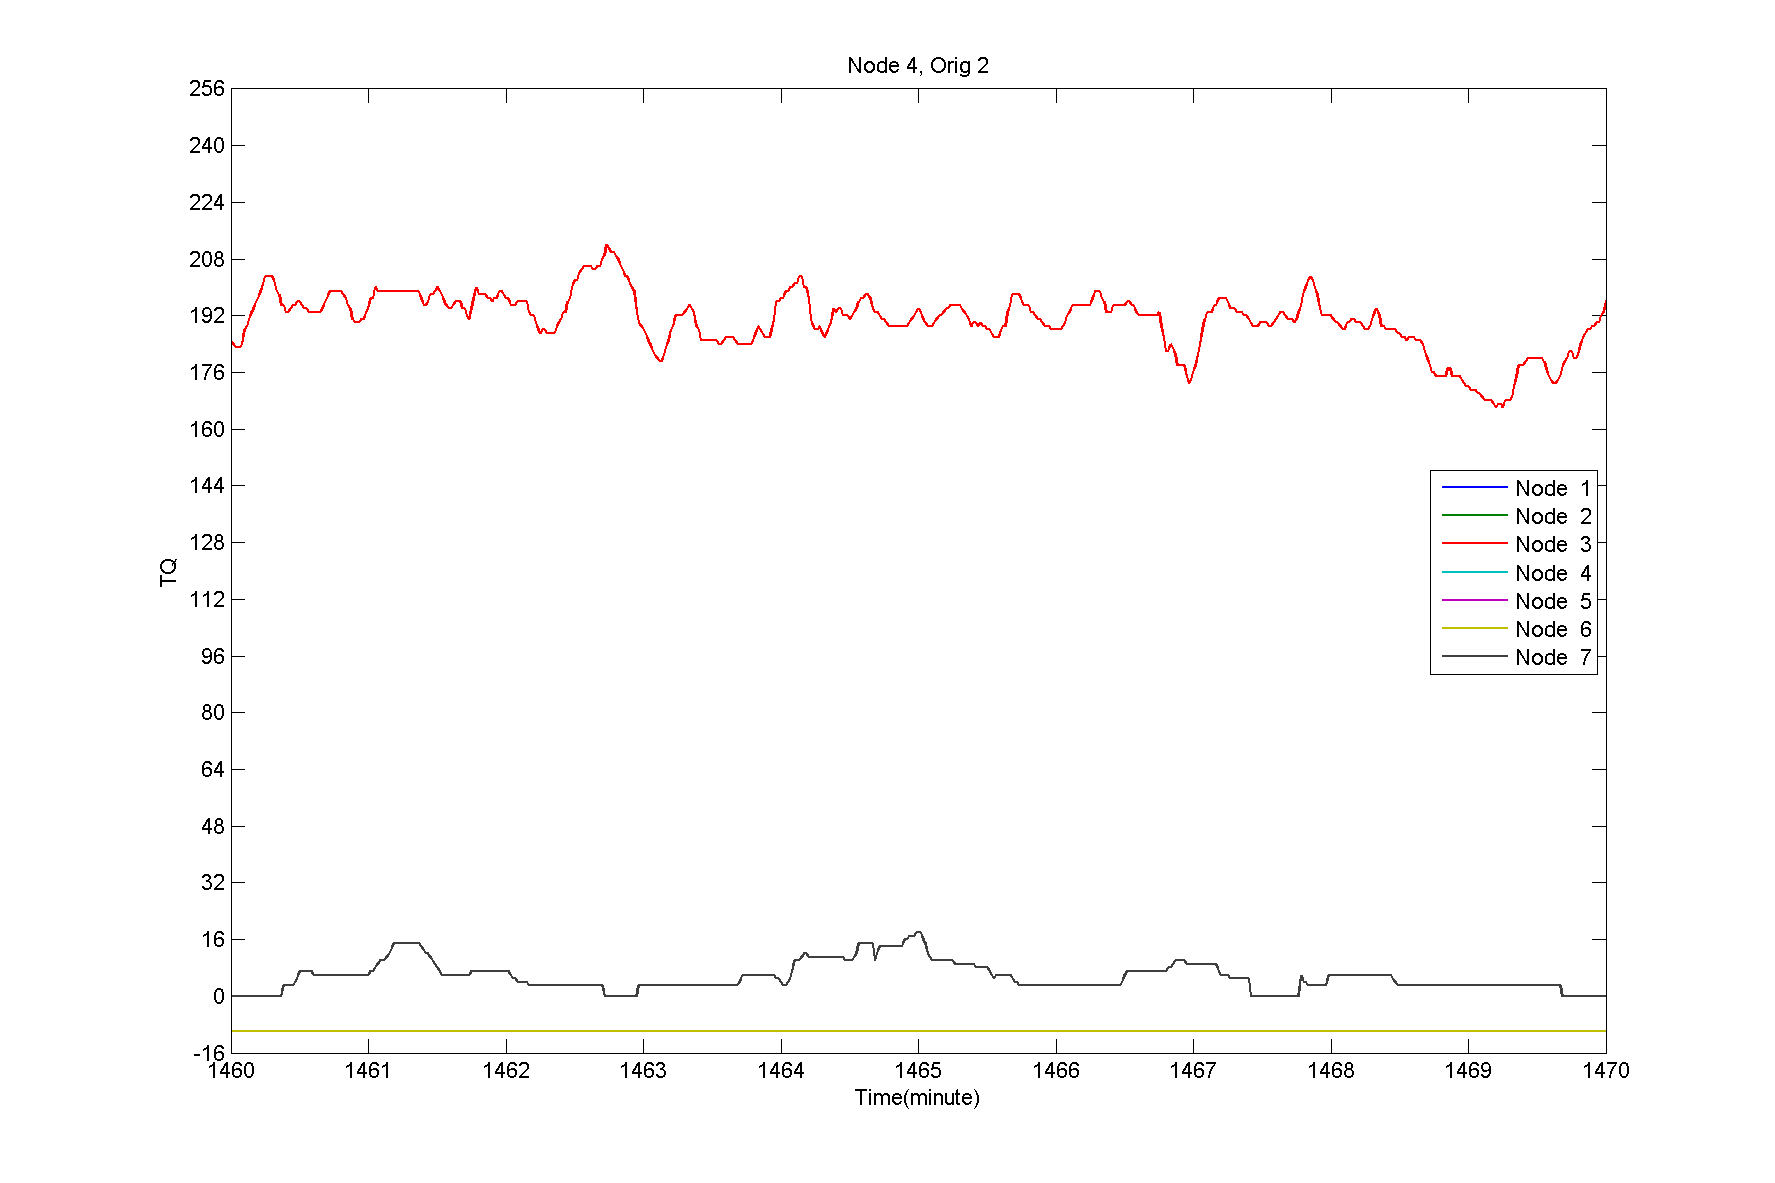 Node 4, Orig 2
256
240
224
208
192
176
160
144
128
112
96
80
64
48
32
16
0
-16
TQ
Node 1
Node 2
Node 3
Node 4
Node 5
Node 6
Node 7
1460 1461 1462 1463 1464 1465 1466 1467 1468 1469 1470
Time(minute)